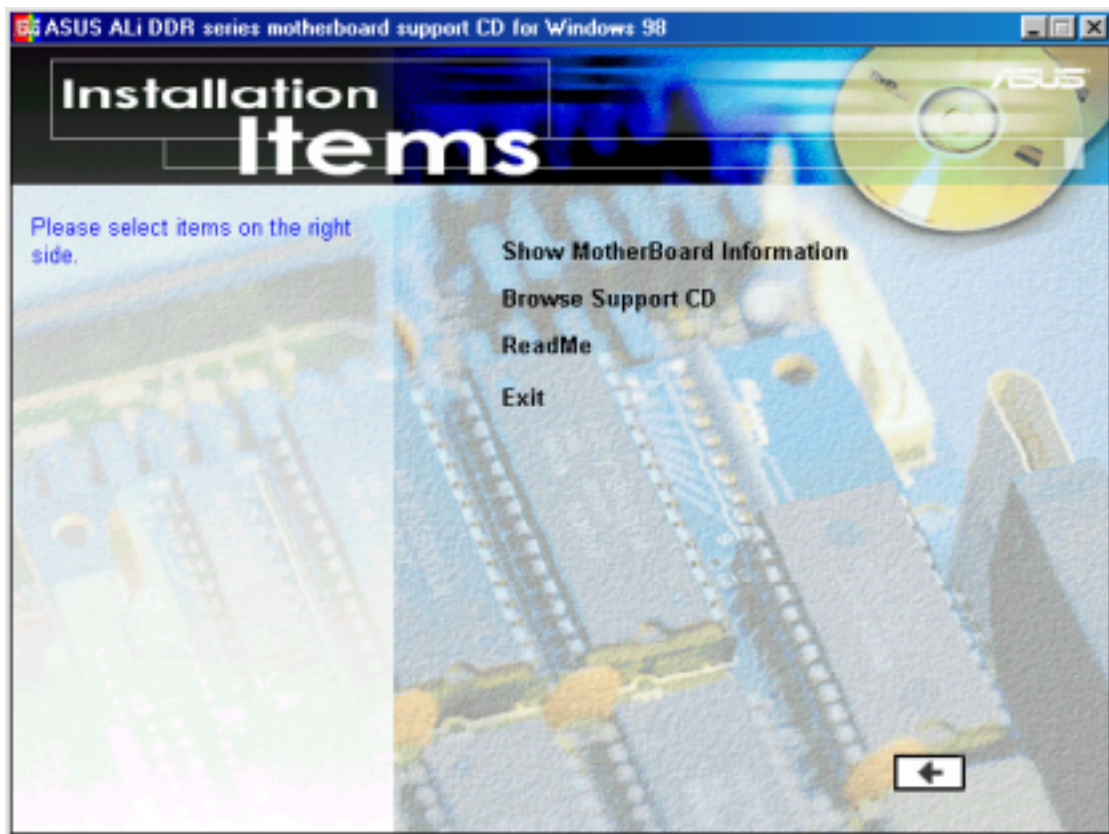 ASUS ALi DDR series motherboard support CD for Windows 98
ASUS
Installation
Items
Please select items on the right
side.
Show MotherBoard Information
Browse Support CD
ReadMe
Exit